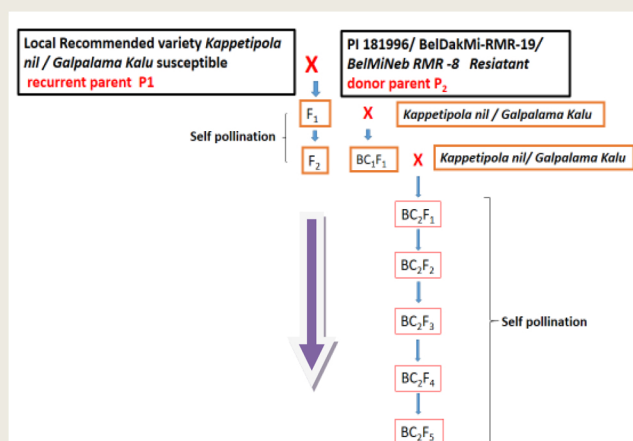 Local Recommended variety Kappetipola
nil / Galpalama Kalu susceptible
recurrent parent P1
X
PI 181996/ BelDakMi-RMR-19/
BelMiNeb RMR -8 Resiatant
donor parent P₂
F₁
X
Kappetipola nil / Galpalama Kalu
Self pollination
F₂
BC₁F₁
X
Kappetipola nil/ Galpalama Kalu
BC₂F₁
BC₂F₂
BC₂F₃
Self pollination
BC₂F₄
BC₂F₅